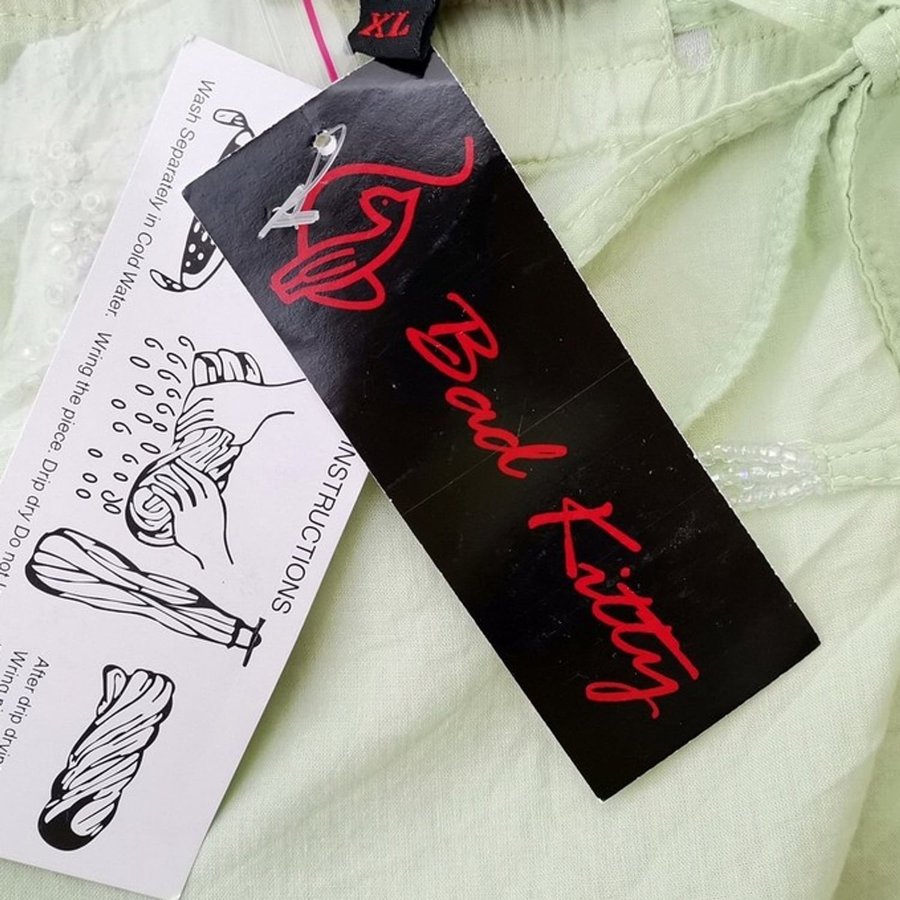 XL
Bad Kitty
INSTRUCTIONS
Wash Separately in Cold Water. Wring the piece. Drip dry Do not
After drip drying
Wring